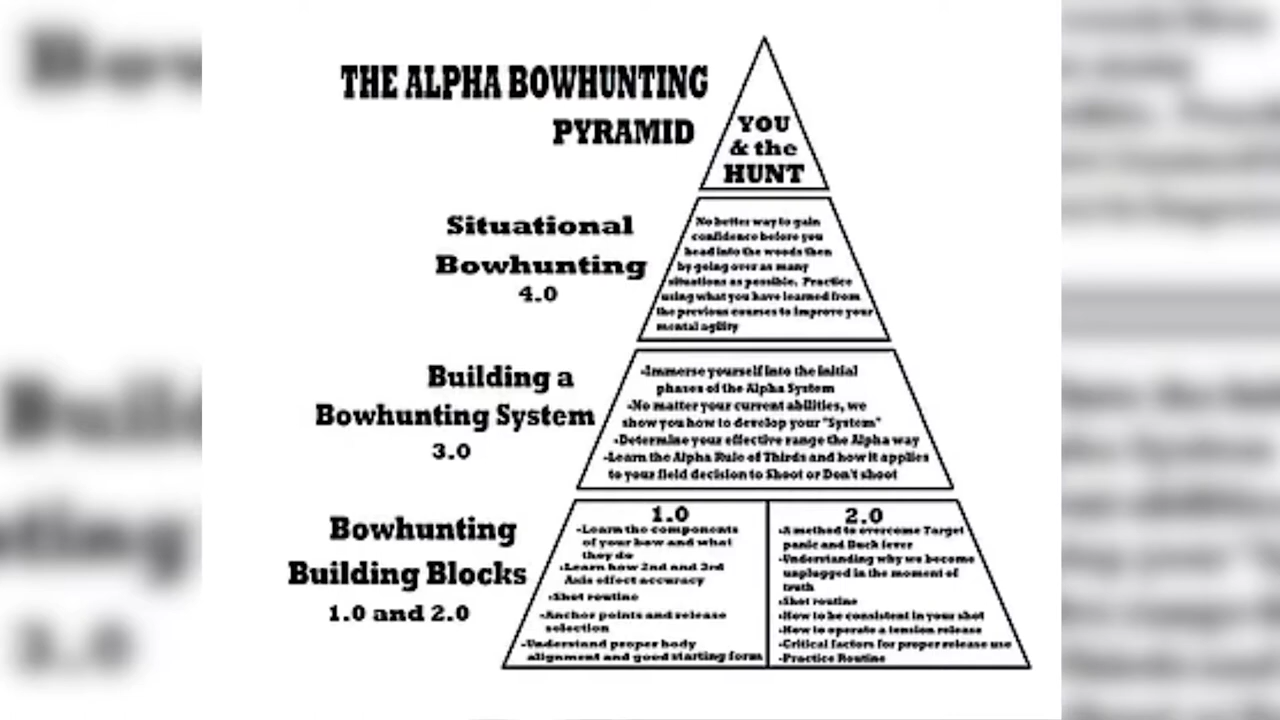 THE ALPHA BOWHUNTING
PYRAMID
YOU
& the
HUNT
Situational
Bowhunting
4.0
No better way to gain
confidence before you
head into the woods then
by going over as many
situations as possible. Practice
using what you have learned from
the previous courses to improve your
mental agility
Building a
Bowhunting System
3.0
-Immerse yourself into the initial
phases of the Alpha System
-No matter your current abilities, we
show you how to develop your "System"
-Determine your effective range the Alpha way
-Learn the Alpha Rule of Thirds and how it applies
to your field decision to Shoot or Don't shoot
Bowhunting
Building Blocks
1.0 and 2.0
1.0
-Learn the components
of your bow and what
they do
-Learn how 2nd and 3rd
Axis effect accuracy
-Shot routine
-Anchor points and release
selection
-Understand proper body
alignment and good starting form
2.0
-A method to overcome Target
panic and Buck fever
-Understanding why we become
unplugged in the moment of
truth
-Shot routine
-How to be consistent in your shot
-How to operate a tension release
-Critical factors for proper release use
-Practice Routine